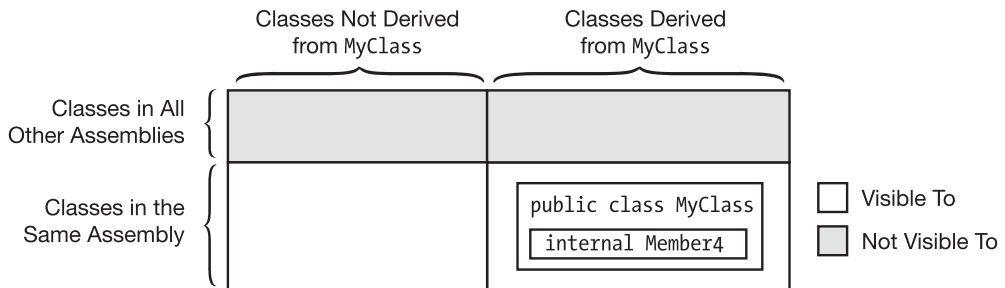 Classes Not Derived
from MyClass
Classes Derived
from MyClass
Classes in All
Other Assemblies
Classes in the
Same Assembly
public class MyClass
internal Member4
Visible To
Not Visible To